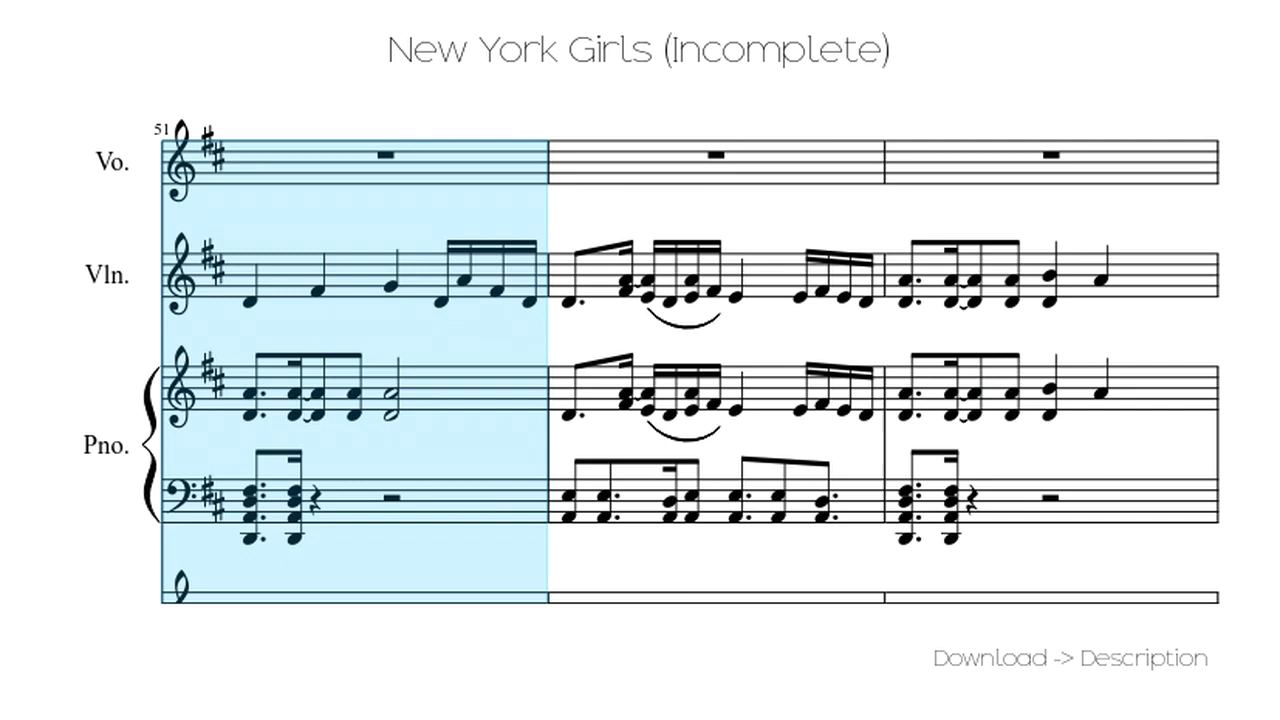 New York Girls (Incomplete)
51
Vo.
Vln.
Pno.
Download -> Description